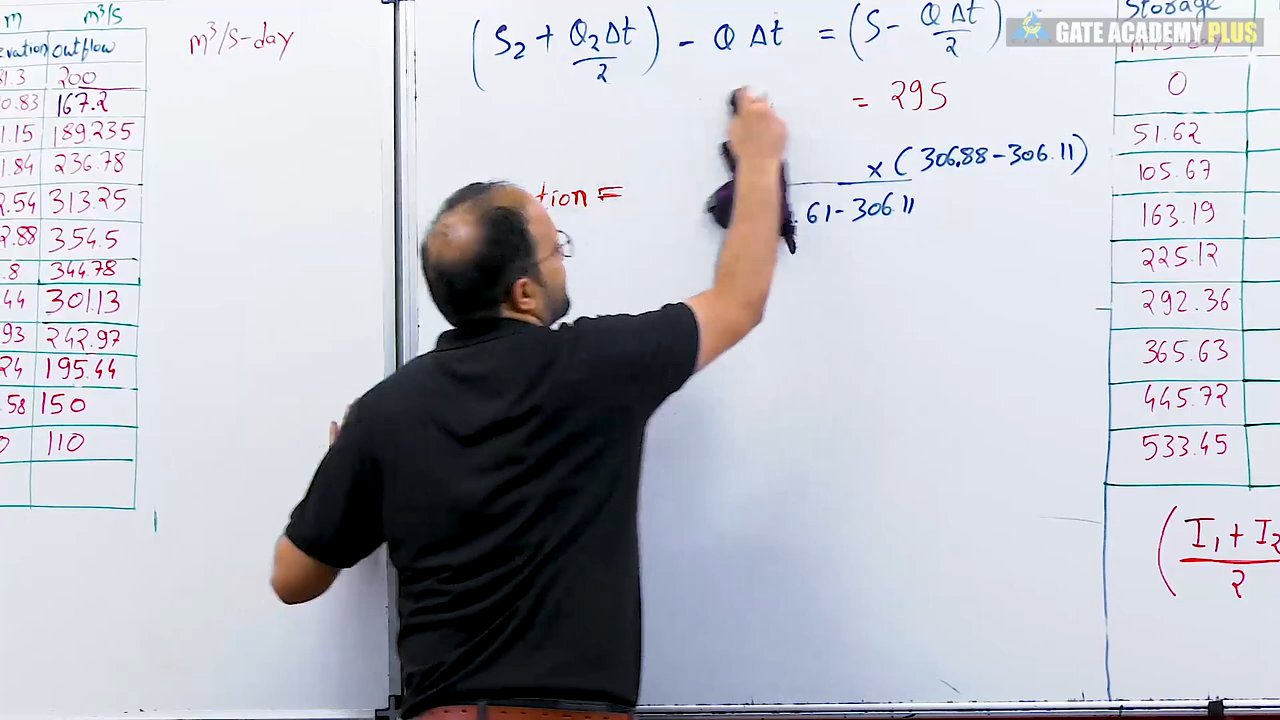 m m³/s
evation outflow
1.3 200
0.83 167.2
1.15 189.235
1.84 236.78
2.54 313.25
2.88 354.5
.8 344.78
44 301.13
93 242.97
24 195.44
58 150
0 110
m³/s-day
(S₂ + Q₂Δt/2) - Q Δt = (S - QΔt/2)
= 295
x (306.88-306.11)
.61-306.11
tion =
GATE ACADEMY PLUS
Storage
0
51.62
105.67
163.19
225.12
292.36
365.63
445.72
533.45
(I₁ + I₂
2